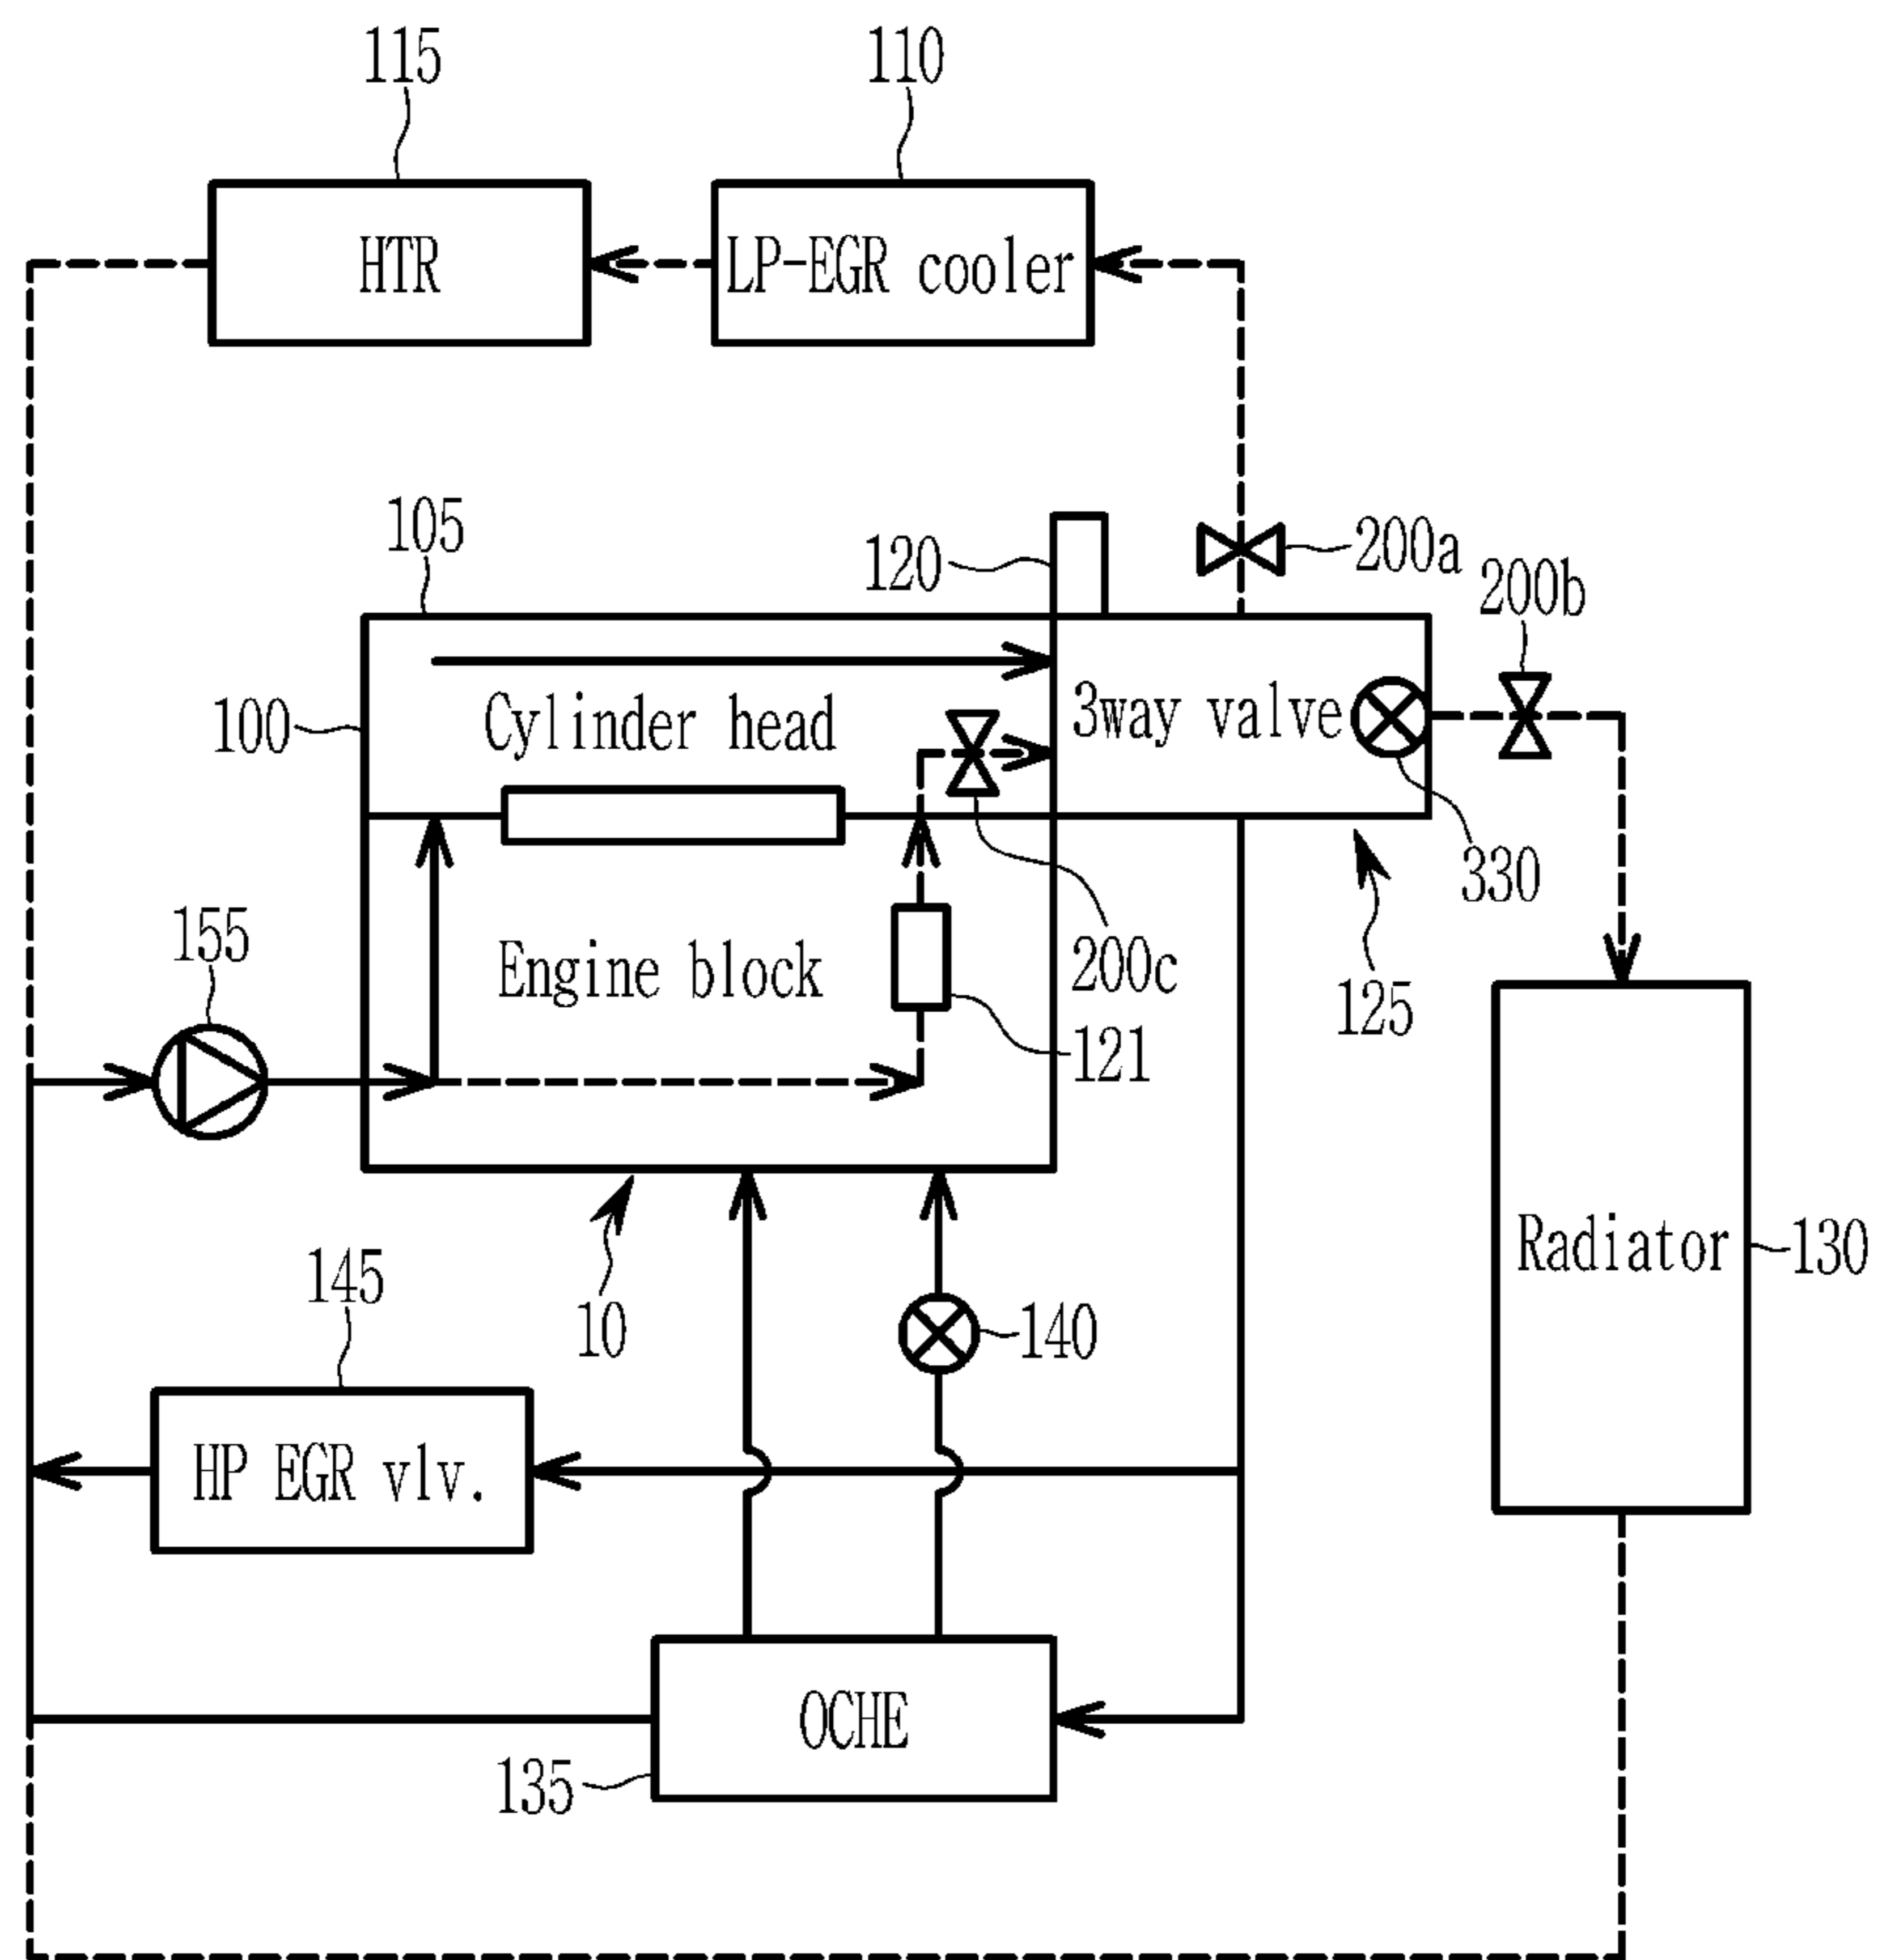 115
110
HTR
LP-EGR cooler
105
120
200a
200b
100
Cylinder head
3way valve
330
155
Engine block
200c
125
121
145
10
140
Radiator
130
HP EGR vlv.
OCHE
135